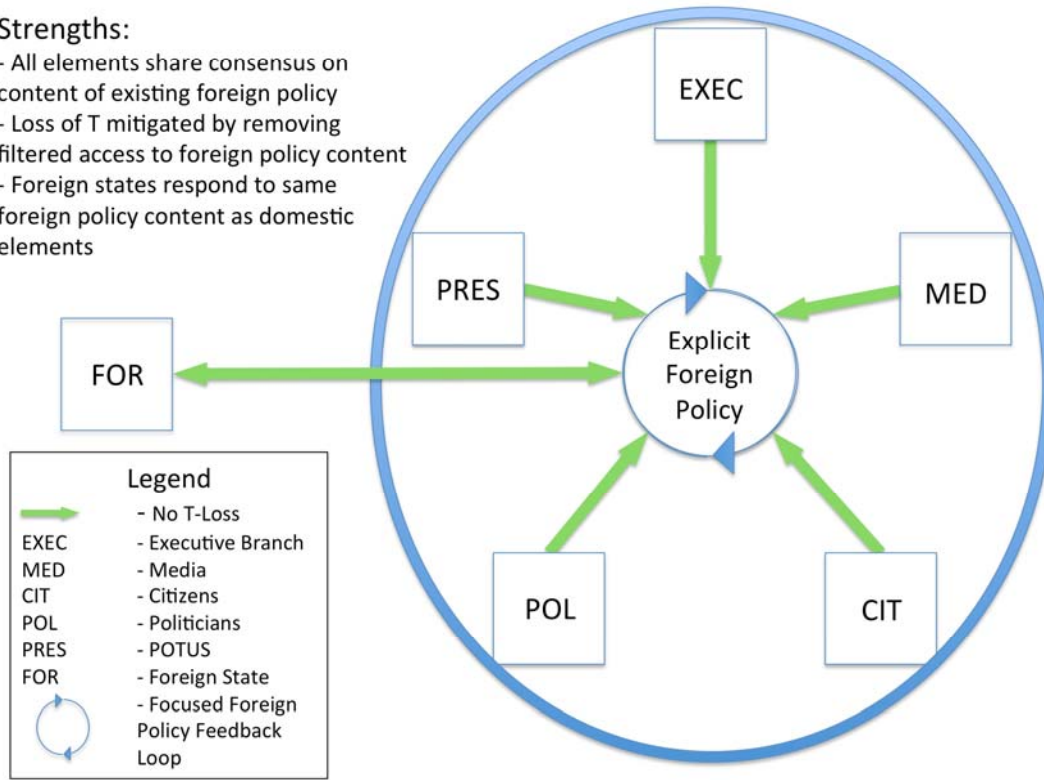 Strengths:
- All elements share consensus on
content of existing foreign policy
- Loss of T mitigated by removing
filtered access to foreign policy content
- Foreign states respond to same
foreign policy content as domestic
elements
EXEC
PRES
MED
FOR
Explicit
Foreign
Policy
POL
CIT
Legend
- No T-Loss
EXEC - Executive Branch
MED - Media
CIT - Citizens
POL - Politicians
PRES - POTUS
FOR - Foreign State
- Focused Foreign
Policy Feedback
Loop